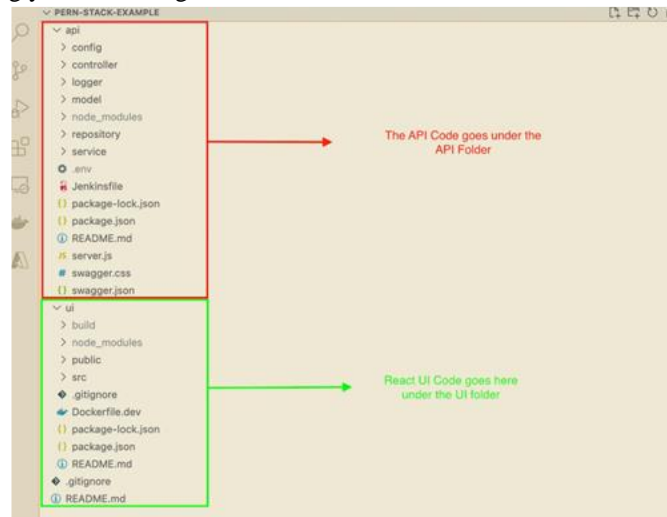 PERN-STACK-EXAMPLE
api
config
controller
logger
model
node_modules
repository
service
.env
Jenkinsfile
package-lock.json
package.json
README.md
JS server.js
# swagger.css
{} swagger.json
ui
build
node_modules
public
src
.gitignore
Dockerfile.dev
{} package-lock.json
{} package.json
README.md
.gitignore
README.md
The API Code goes under the
API Folder
React UI Code goes here
under the UI folder